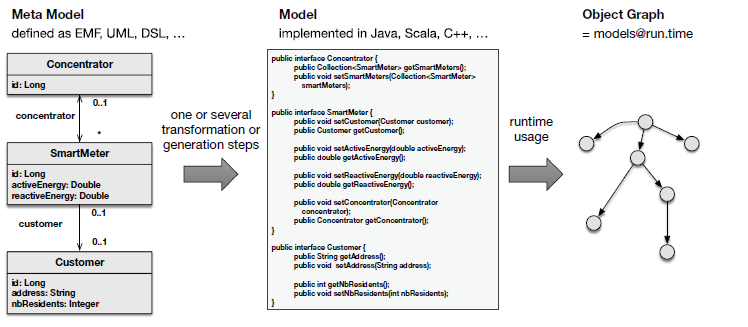 Meta Model
defined as EMF, UML, DSL, …
Concentrator
id: Long
0..1
concentrator
*
SmartMeter
id: Long
activeEnergy: Double
reactiveEnergy: Double
0..1
customer
0..1
Customer
id: Long
address: String
nbResidents: Integer
one or several
transformation or
generation steps
Model
implemented in Java, Scala, C++, …
public interface Concentrator {
public Collection<SmartMeter> getSmartMeters();
public void setSmartMeters(Collection<SmartMeter>
smartMeters);
}
public interface SmartMeter {
public void setCustomer(Customer customer);
public Customer getCustomer();
public void setActiveEnergy(double activeEnergy);
public double getActiveEnergy();
public void setReactiveEnergy(double reactiveEnergy);
public double getReactiveEnergy();
public void setConcentrator(Concentrator
concentrator);
public Concentrator getConcentrator();
}
public interface Customer {
public String getAddress();
public void setAddress(String address);
public int getNbResidents();
public void setNbResidents(int nbResidents);
}
runtime
usage
Object Graph
= models@run.time